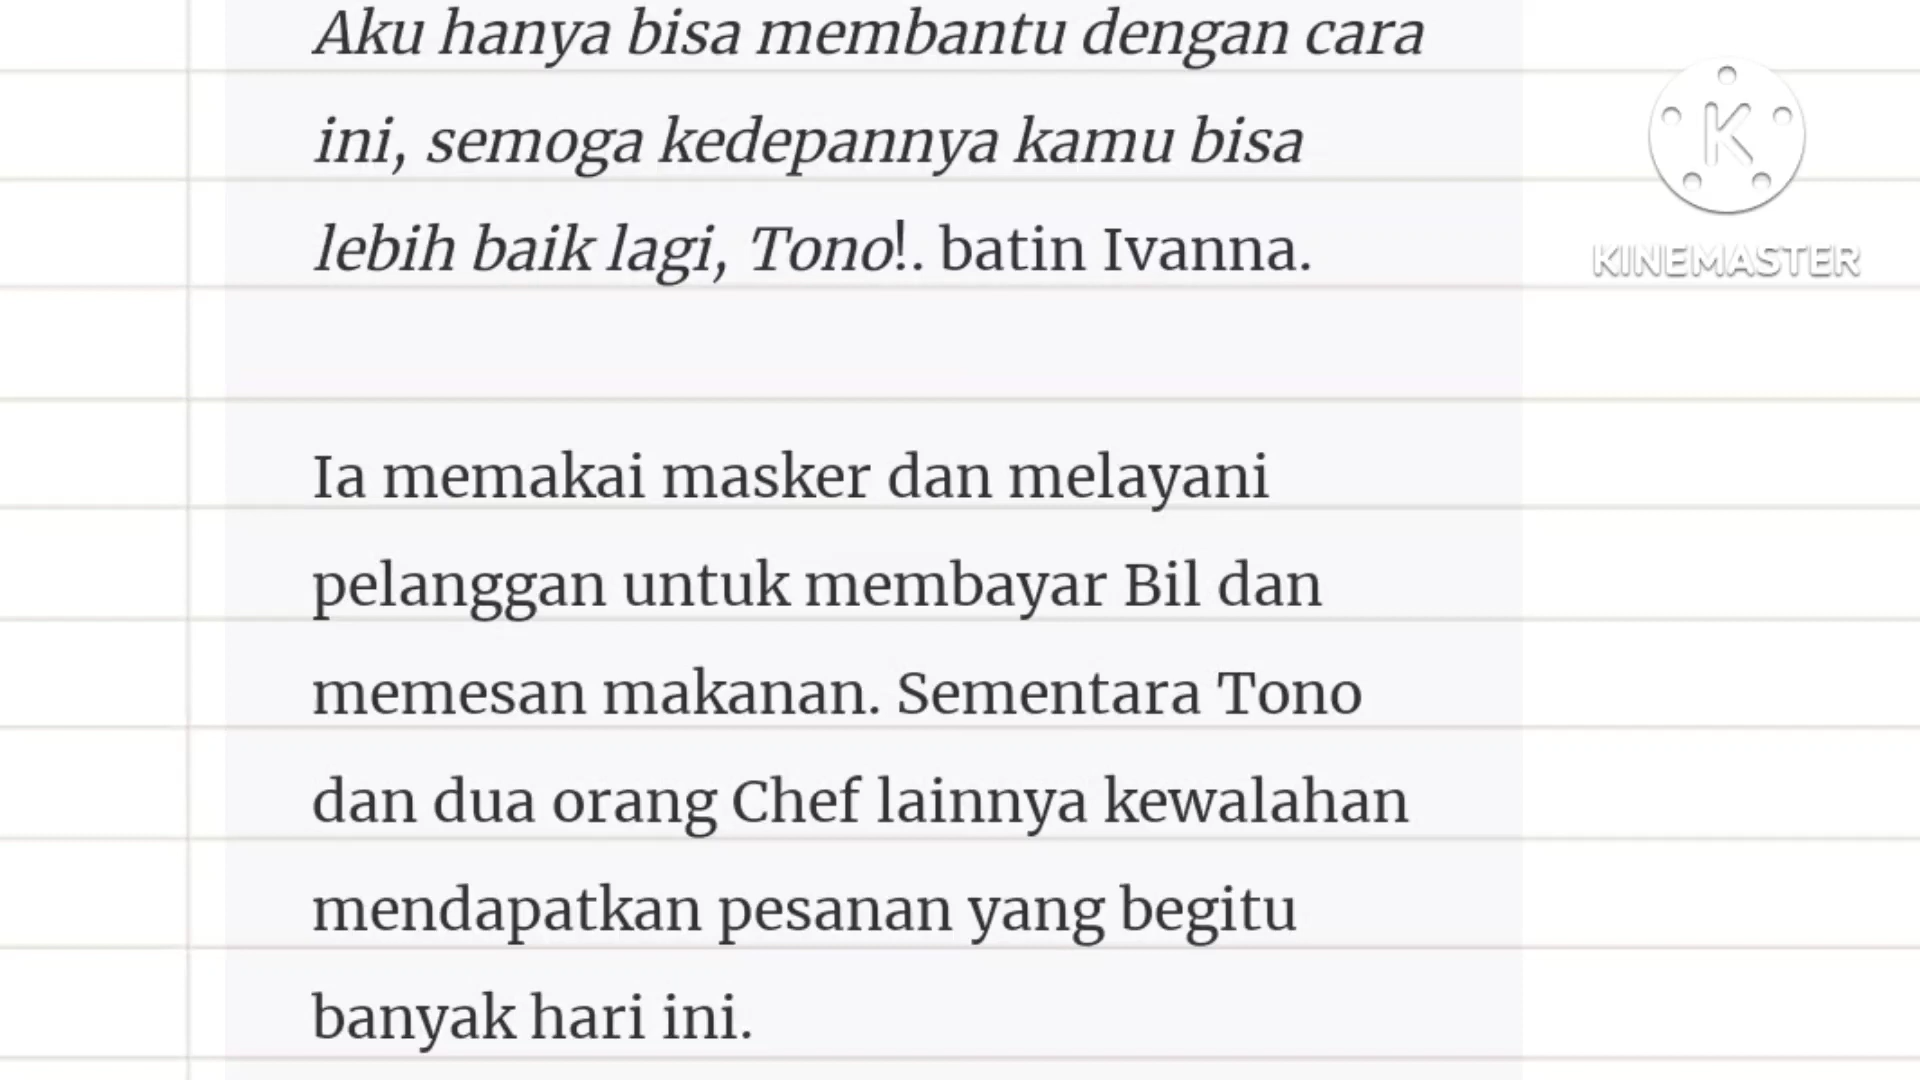 Aku hanya bisa membantu dengan cara
ini, semoga kedepannya kamu bisa
lebih baik lagi, Tono!. batin Ivanna.
K
KINEMASTER
Ia memakai masker dan melayani
pelanggan untuk membayar Bil dan
memesan makanan. Sementara Tono
dan dua orang Chef lainnya kewalahan
mendapatkan pesanan yang begitu
banyak hari ini.